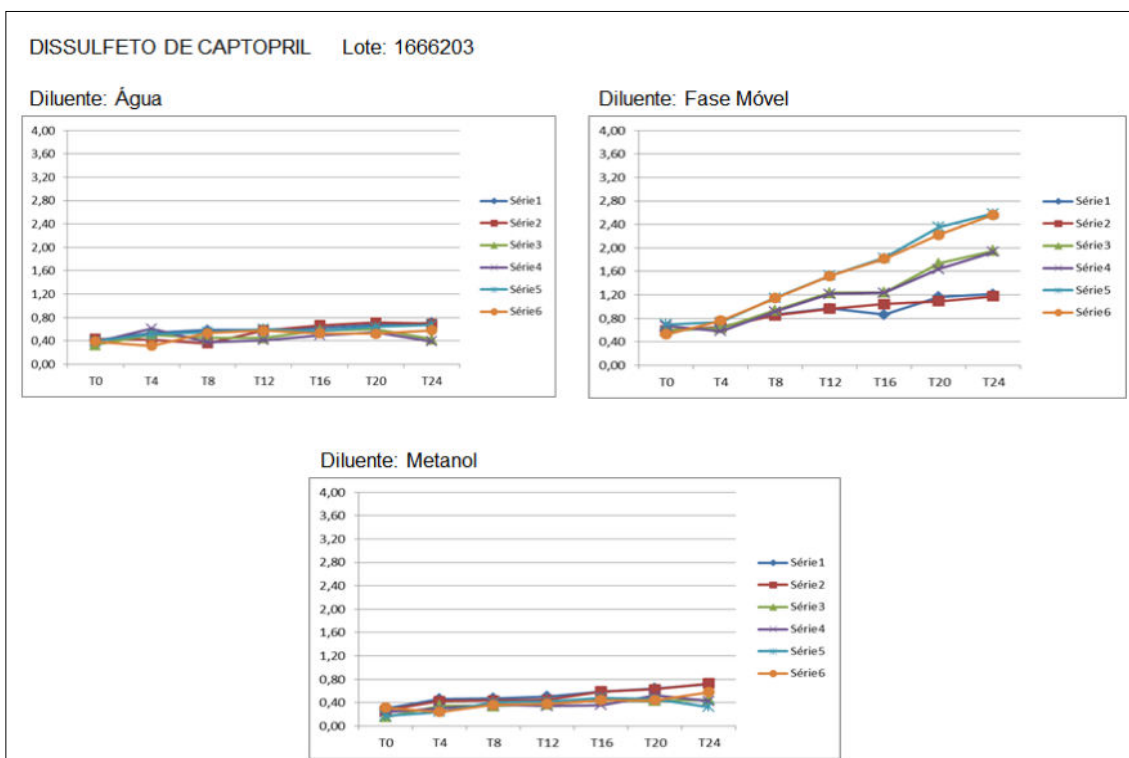 DISSULFETO DE CAPTOPRIL Lote: 1666203
Diluente: Água
4,00
3,60
3,20
2,80
2,40
2,00
1,60
1,20
0,80
0,40
0,00
T0 T4 T8 T12 T16 T20 T24
Série1
Série2
Série3
Série4
Série5
Série6
Diluente: Fase Móvel
4,00
3,60
3,20
2,80
2,40
2,00
1,60
1,20
0,80
0,40
0,00
T0 T4 T8 T12 T16 T20 T24
Série1
Série2
Série3
Série4
Série5
Série6
Diluente: Metanol
4,00
3,60
3,20
2,80
2,40
2,00
1,60
1,20
0,80
0,40
0,00
T0 T4 T8 T12 T16 T20 T24
Série1
Série2
Série3
Série4
Série5
Série6